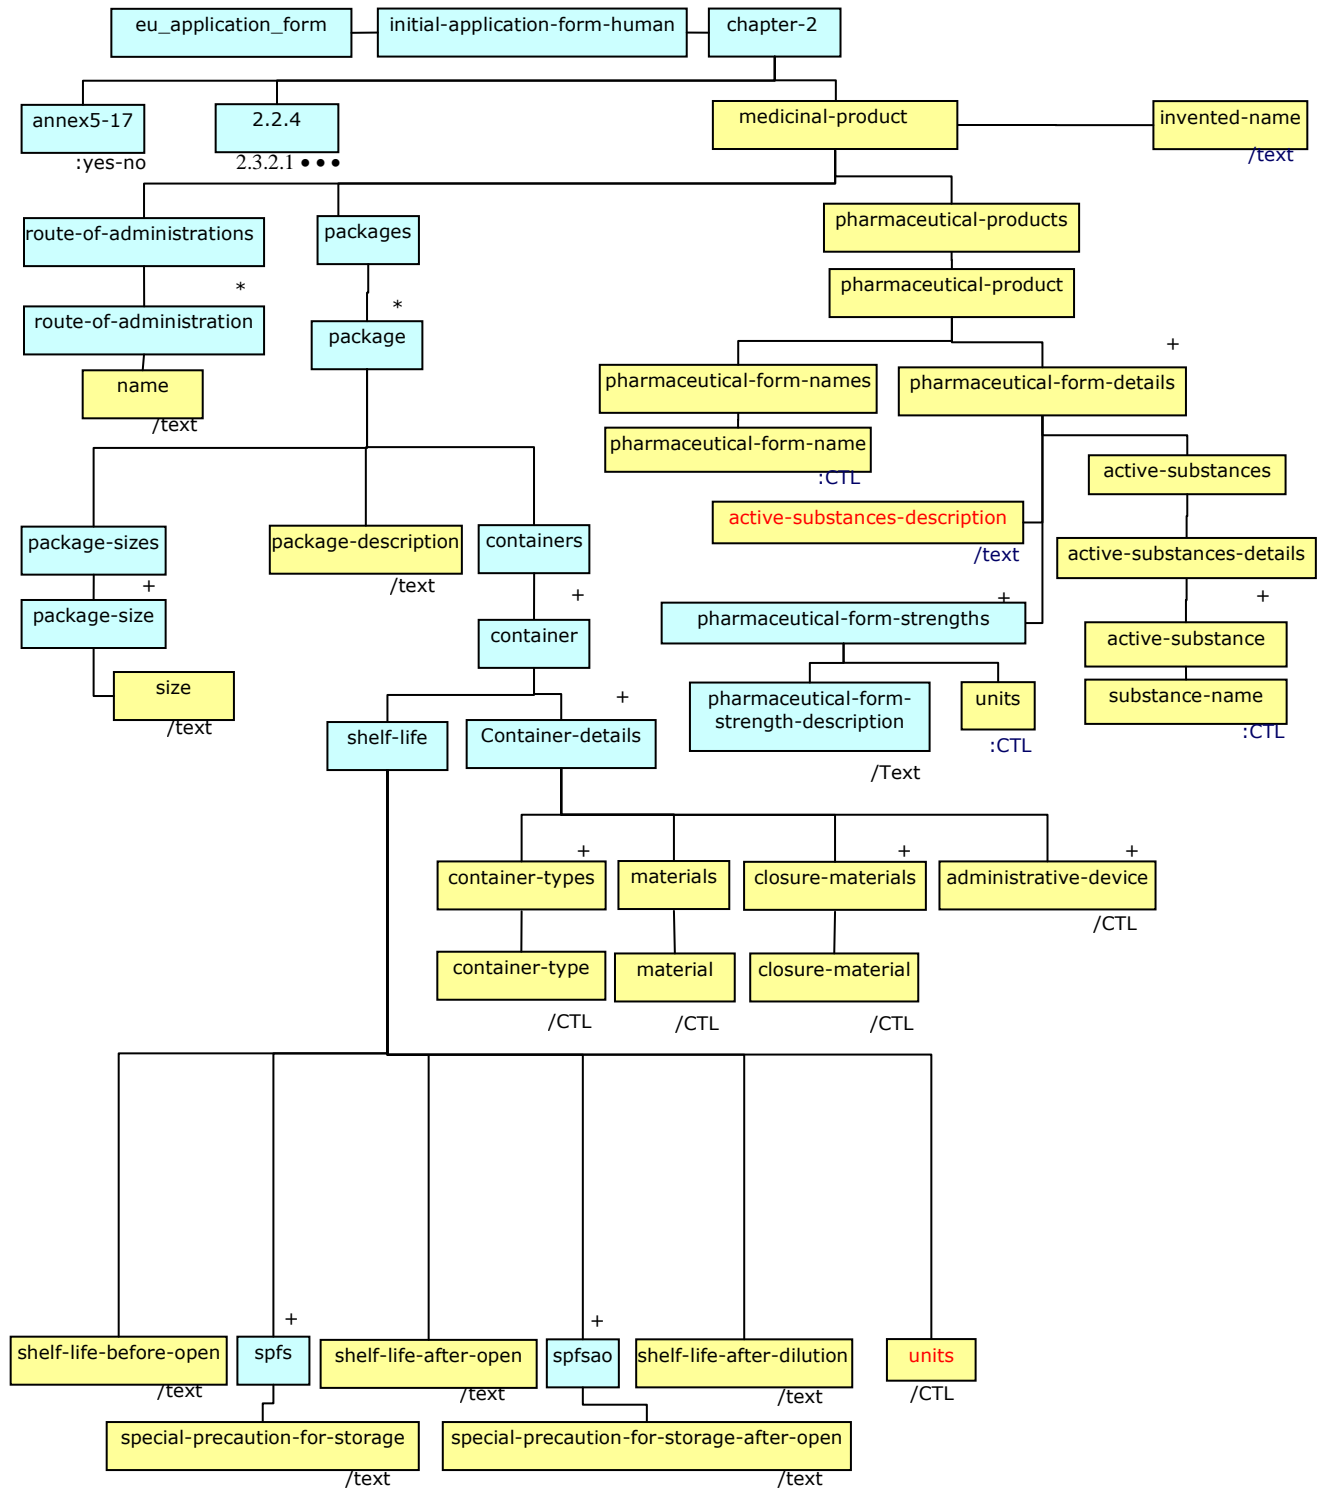 eu_application_form
initial-application-form-human
chapter-2
annex5-17
:yes-no
2.2.4
2.3.2.1 •••
medicinal-product
invented-name
/text
route-of-administrations
*
route-of-administration
name
/text
packages
*
package
pharmaceutical-products
pharmaceutical-product
+
pharmaceutical-form-names
pharmaceutical-form-name
:CTL
pharmaceutical-form-details
active-substances
active-substances-description
/text
active-substances-details
+
active-substance
substance-name
:CTL
+
pharmaceutical-form-strengths
pharmaceutical-form-
strength-description
/Text
units
:CTL
package-sizes
+
package-size
size
/text
package-description
/text
containers
+
container
shelf-life
+
Container-details
+
container-types
container-type
/CTL
materials
material
/CTL
+
closure-materials
closure-material
/CTL
+
administrative-device
/CTL
shelf-life-before-open
/text
+
spfs
special-precaution-for-storage
/text
shelf-life-after-open
/text
+
spfsao
special-precaution-for-storage-after-open
/text
shelf-life-after-dilution
/text
units
/CTL